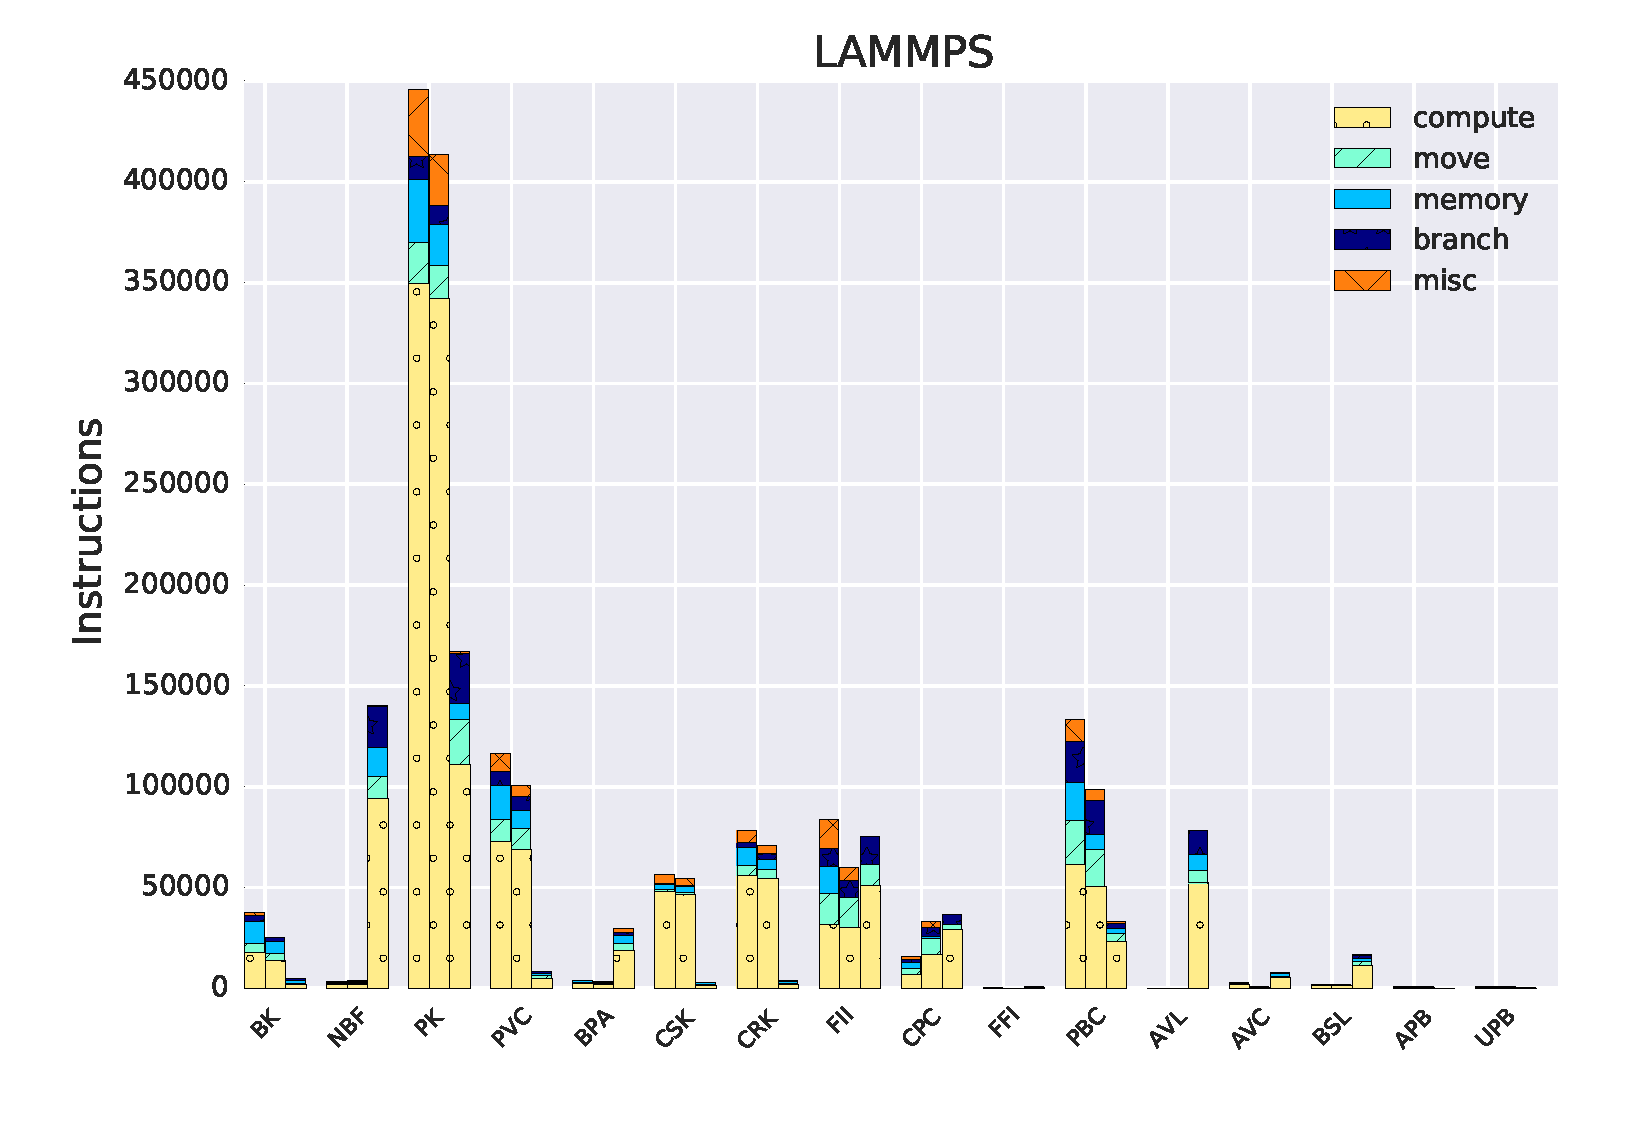 LAMMPS
450000
400000
350000
300000
250000
200000
150000
100000
50000
0
Instructions
compute
move
memory
branch
misc
BK
NBF
PK
PVC
BPA
CSK
CRK
FII
CPC
FFI
PBC
AVL
AVC
BSL
APB
UPB